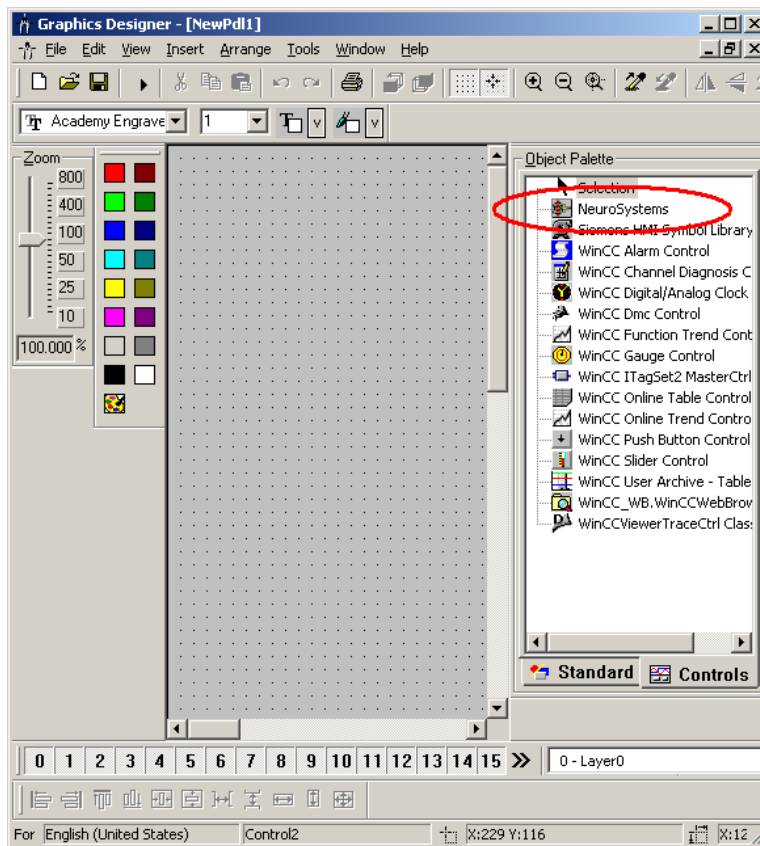 Graphics Designer - [NewPdl1]
File Edit View Insert Arrange Tools Window Help
Academy Engrave 1
Zoom
800
400
100
50
25
10
100.000 %
Object Palette
Selection
NeuroSystems
Siemens HMI Symbol Library
WinCC Alarm Control
WinCC Channel Diagnosis C
WinCC Digital/Analog Clock
WinCC Dmc Control
WinCC Function Trend Cont
WinCC Gauge Control
WinCC ITagSet2 MasterCtrl
WinCC Online Table Control
WinCC Online Trend Contro
WinCC Push Button Control
WinCC Slider Control
WinCC User Archive - Table
WinCC_WB.WinCCWebBrow
WinCCViewerTraceCtrl Clas
Standard Controls
0 1 2 3 4 5 6 7 8 9 10 11 12 13 14 15 0 - Layer0
For English (United States) Control2 X:229 Y:116 X:12